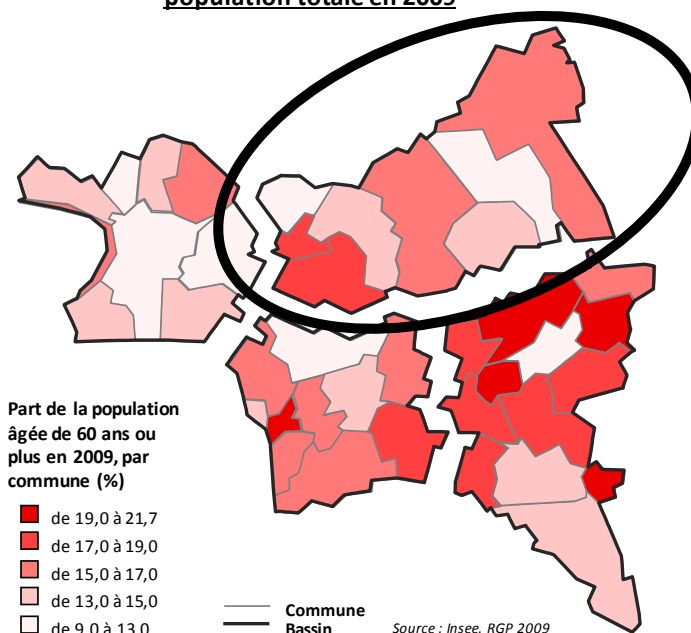 population totale en 2009
Part de la population
âgée de 60 ans ou
plus en 2009, par
commune (%)
de 19,0 à 21,7
de 17,0 à 19,0
de 15,0 à 17,0
de 13,0 à 15,0
de 9,0 à 13,0
Commune
Bassin
Source : Insee, RGP 2009